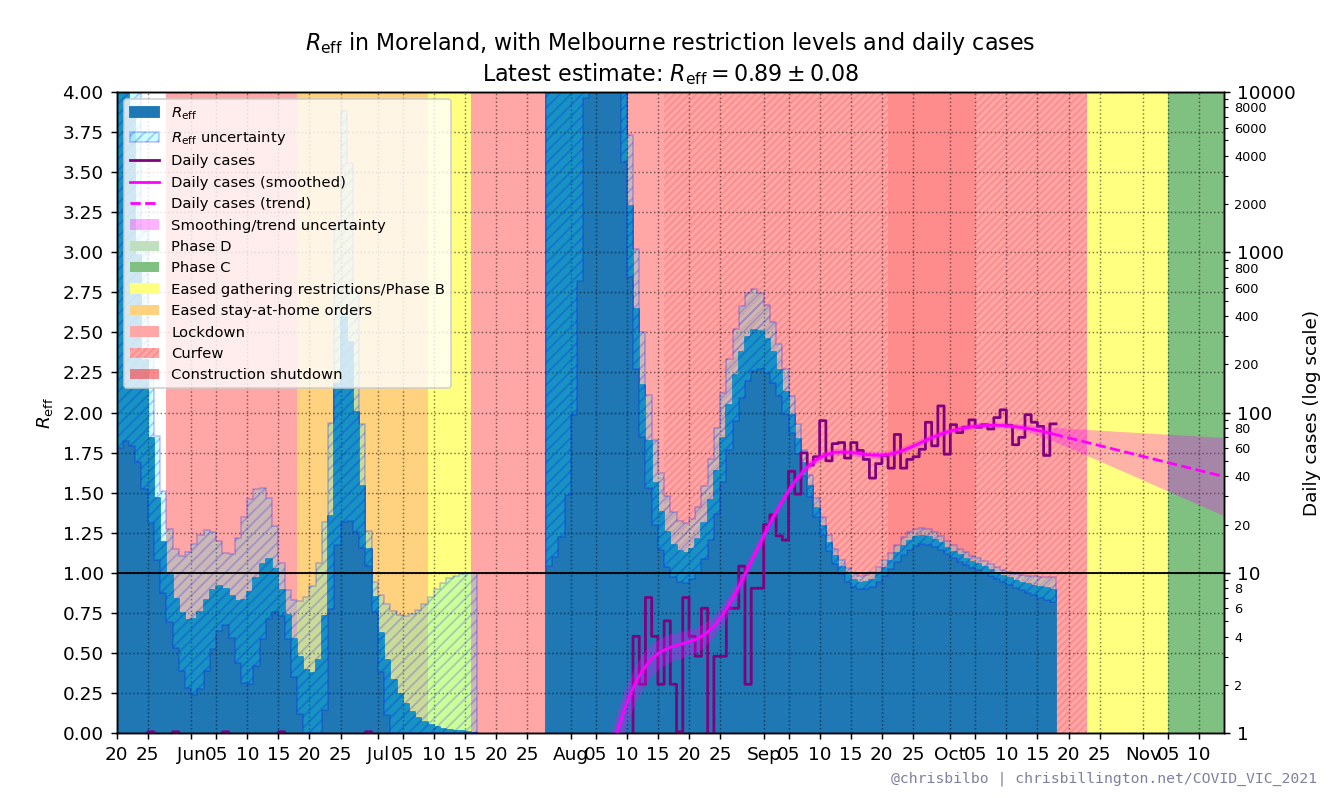 R_eff in Moreland, with Melbourne restriction levels and daily cases
Latest estimate: R_eff = 0.89 ± 0.08
4.00
3.75
3.50
3.25
3.00
2.75
2.50
2.25
2.00
1.75
1.50
1.25
1.00
0.75
0.50
0.25
0.00
R_eff
R_eff
R_eff uncertainty
Daily cases
Daily cases (smoothed)
Daily cases (trend)
Smoothing/trend uncertainty
Phase D
Phase C
Eased gathering restrictions/Phase B
Eased stay-at-home orders
Lockdown
Curfew
Construction shutdown
10000
8000
6000
4000
2000
1000
800
600
400
200
100
80
60
40
20
10
8
6
4
2
1
Daily cases (log scale)
20 25 Jun 05 10 15 20 25 Jul 05 10 15 20 25 Aug 05 10 15 20 25 Sep 05 10 15 20 25 Oct 05 10 15 20 25 Nov 05 10
@chrisbilbo | chrisbillington.net/COVID_VIC_2021